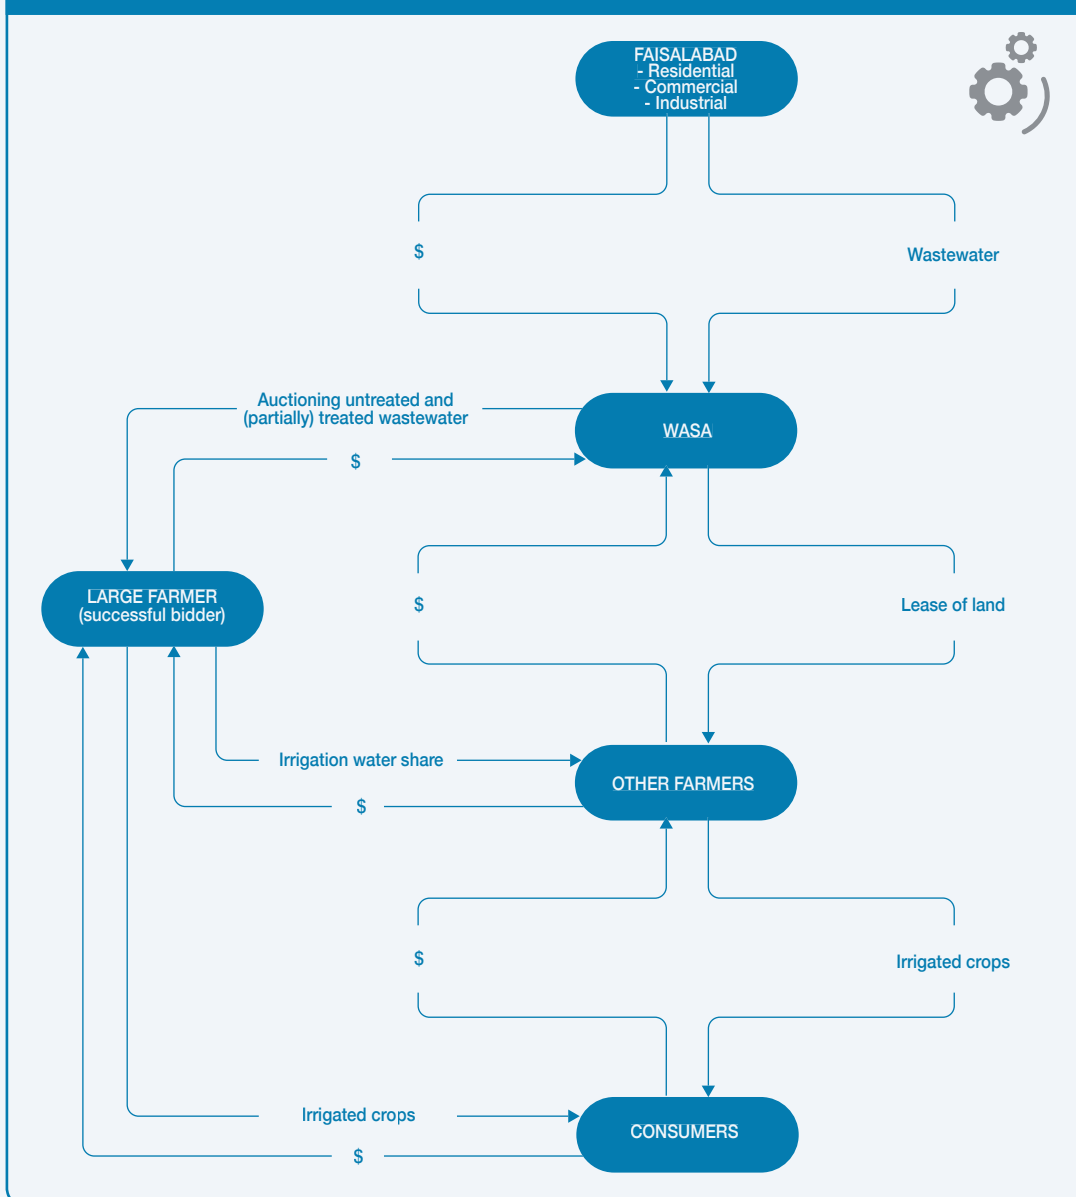 FAISALABAD
- Residential
- Commercial
- Industrial
$
Wastewater
Auctioning untreated and
(partially) treated wastewater
WASA
$
LARGE FARMER
(successful bidder)
$
Lease of land
Irrigation water share
OTHER FARMERS
$
$
Irrigated crops
Irrigated crops
CONSUMERS
$